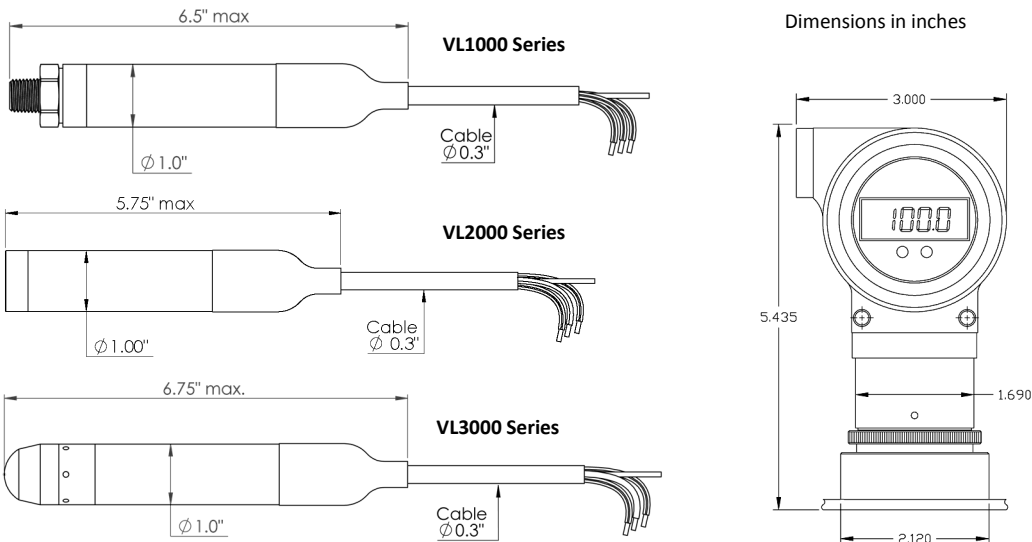 6.5" max
VL1000 Series
Cable
Ø0.3"
Ø1.0"
5.75" max
VL2000 Series
Cable
Ø 0.3"
Ø1.00"
6.75" max.
VL3000 Series
Cable
Ø0.3"
Ø1.0"
Dimensions in inches
3.000
100.0
5.435
1.690
2.120